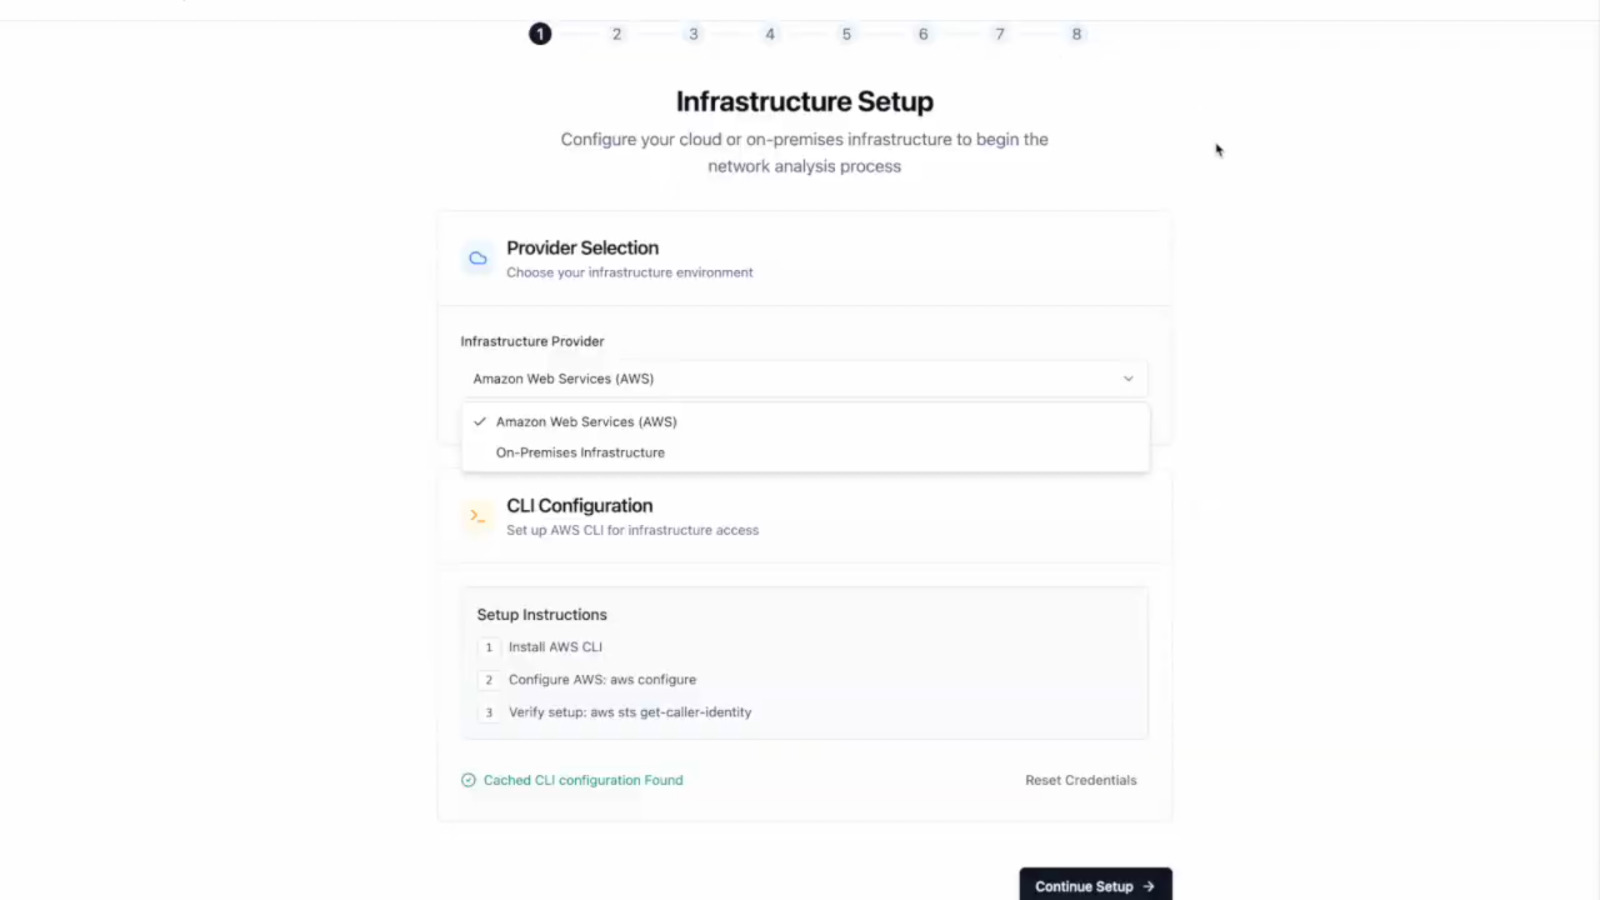 1 2 3 4 5 6 7 8
Infrastructure Setup
Configure your cloud or on-premises infrastructure to begin the
network analysis process
Provider Selection
Choose your infrastructure environment
Infrastructure Provider
Amazon Web Services (AWS)
Amazon Web Services (AWS)
On-Premises Infrastructure
CLI Configuration
Set up AWS CLI for infrastructure access
Setup Instructions
1 Install AWS CLI
2 Configure AWS: aws configure
3 Verify setup: aws sts get-caller-identity
Cached CLI configuration Found Reset Credentials
Continue Setup →